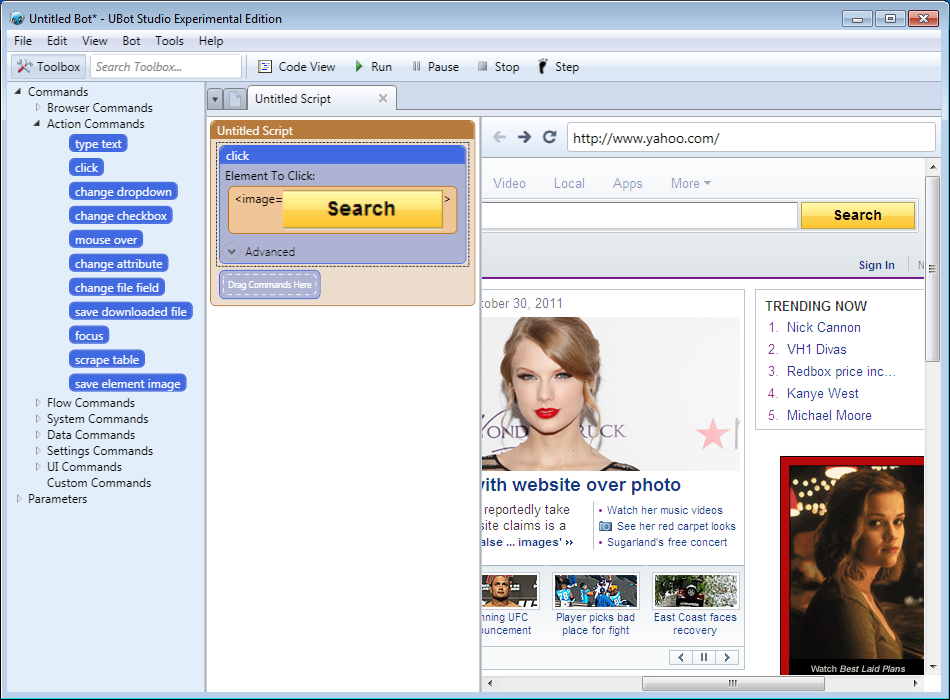 Untitled Bot* - UBot Studio Experimental Edition
File Edit View Bot Tools Help
Toolbox Search Toolbox... Code View Run Pause Stop Step
Commands
Browser Commands
Action Commands
type text
click
change dropdown
change checkbox
mouse over
change attribute
change file field
save downloaded file
focus
scrape table
save element image
Flow Commands
System Commands
Data Commands
Settings Commands
UI Commands
Custom Commands
Parameters
Untitled Script
Untitled Script
click
Element To Click:
<image= Search >
Advanced
Drag Commands Here
http://www.yahoo.com/
Video Local Apps More
Search
Sign In N
tober 30, 2011
YOND RUCK
with website over photo
reportedly take
site claims is a
alse ... images' »
• Watch her music videos
See her red carpet looks
• Sugarland's free concert
nning UFC
ouncement
Player picks bad
place for fight
East Coast faces
recovery
TRENDING NOW
1. Nick Cannon
2. VH1 Divas
3. Redbox price inc...
4. Kanye West
5. Michael Moore
Watch Best Laid Plans